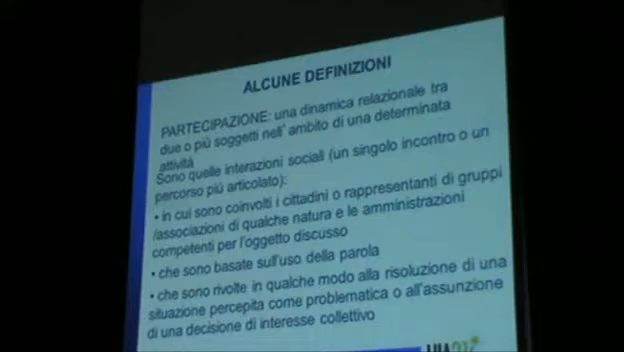 ALCUNE DEFINIZIONI
PARTECIPAZIONE: una dinamica relazionale tra
due o più soggetti nell'ambito di una determinata
attività
Sono quelle interazioni sociali (un singolo incontro o un
percorso più articolato):
• in cui sono coinvolti i cittadini o rappresentanti di gruppi
/associazioni di qualche natura e le amministrazioni
competenti per l'oggetto discusso
• che sono basate sull'uso della parola
• che sono rivolte in qualche modo alla risoluzione di una
situazione percepita come problematica o all'assunzione
di una decisione di interesse collettivo